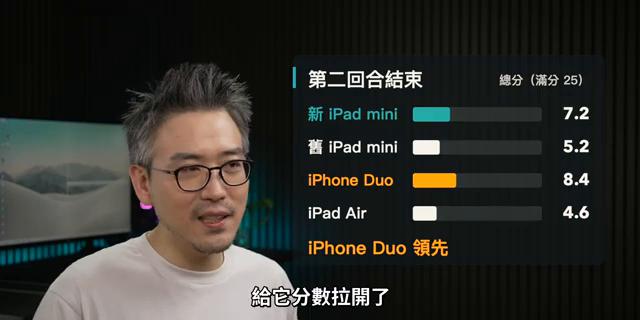 第二回合結束
總分（滿分 25）
新 iPad mini 7.2
舊 iPad mini 5.2
iPhone Duo 8.4
iPad Air 4.6
iPhone Duo 領先
給它分數拉開了